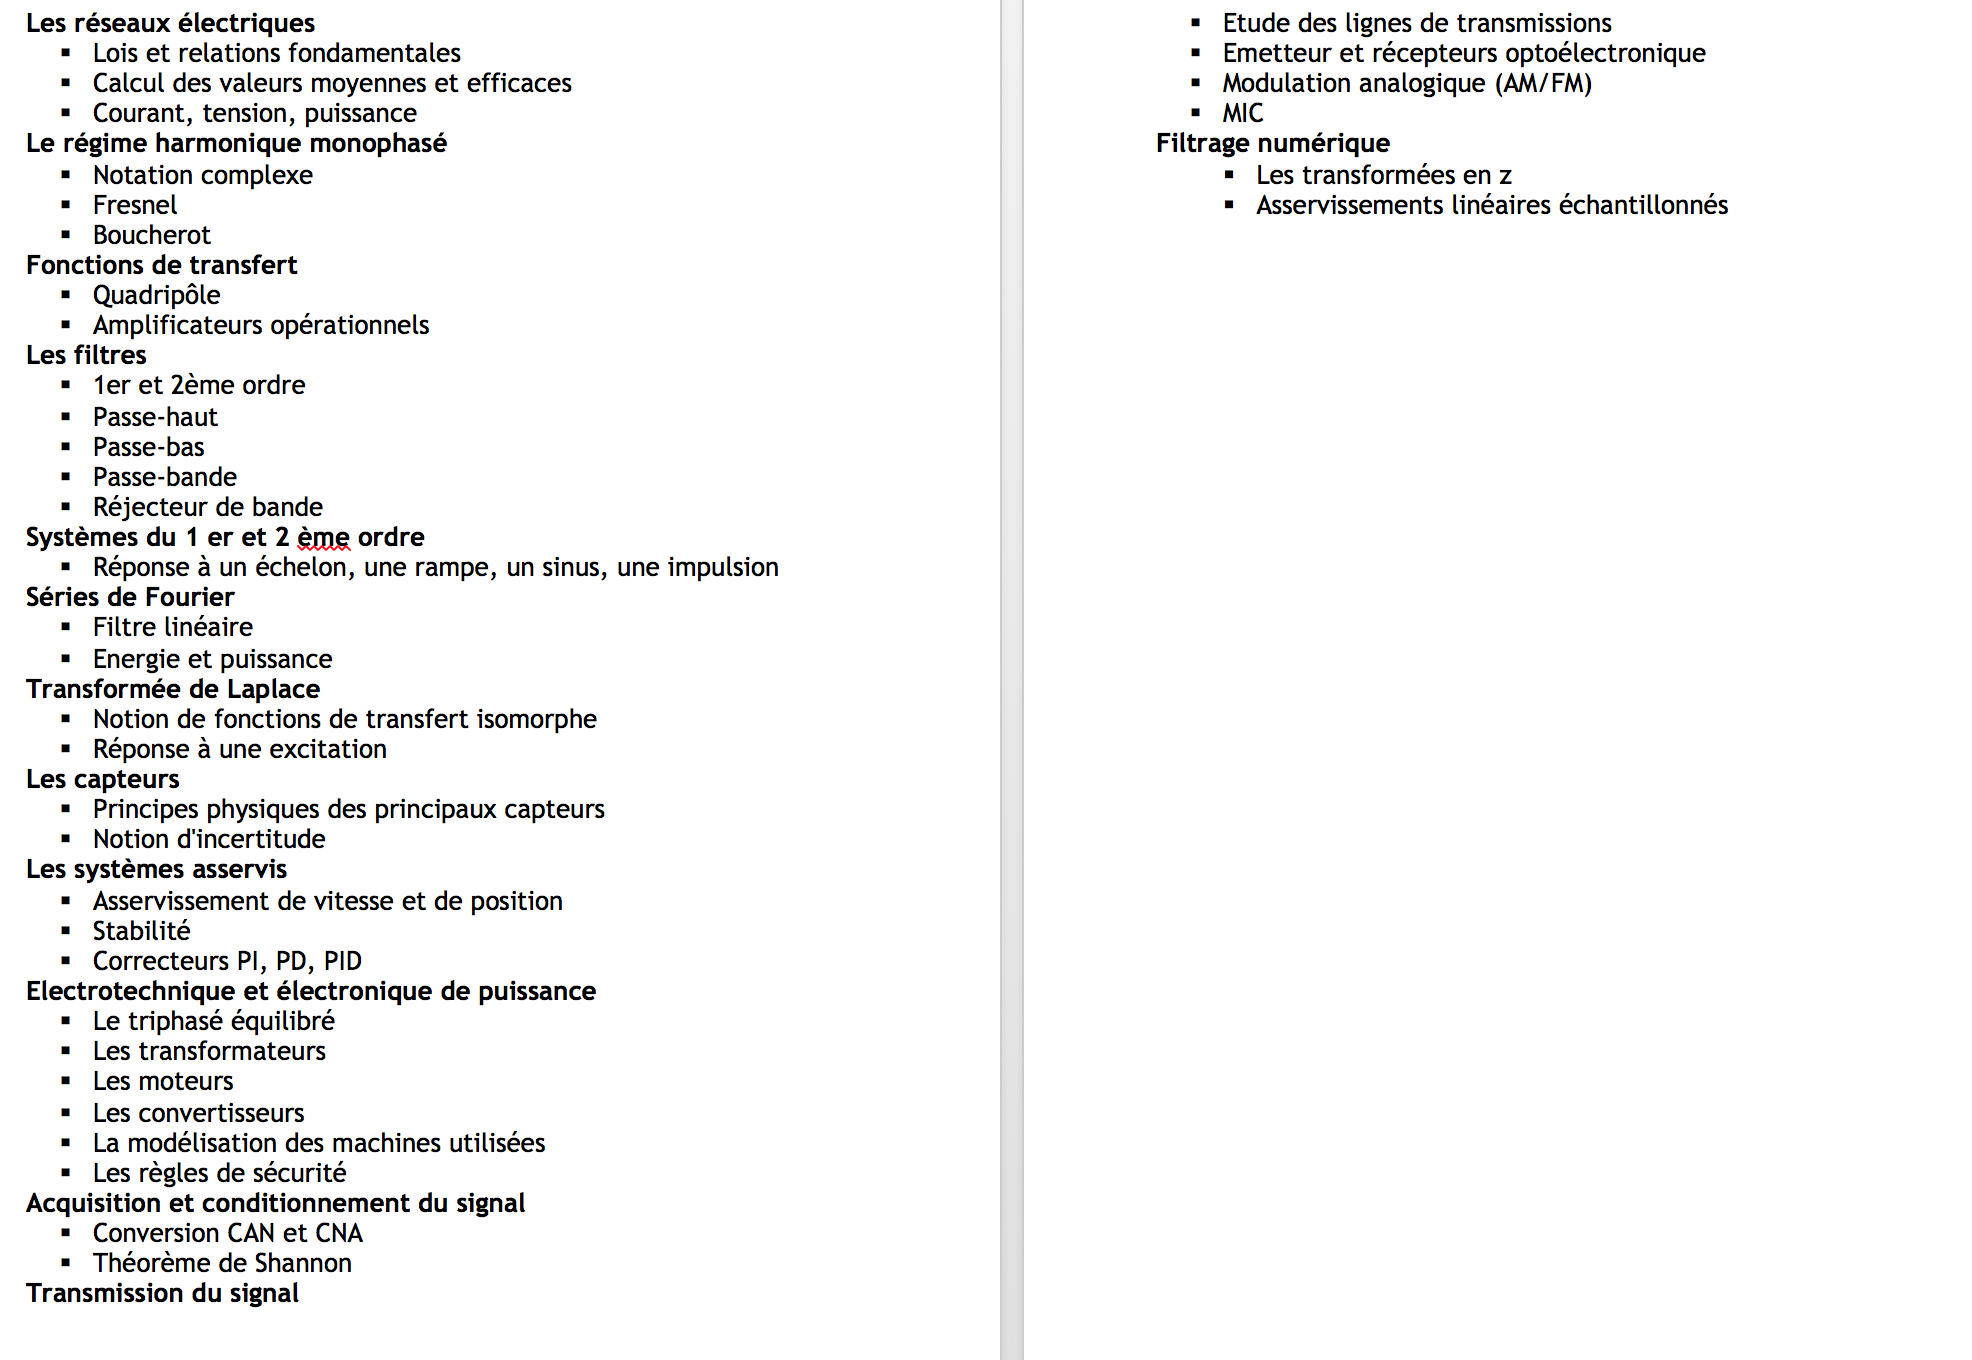 Les réseaux électriques
▪ Lois et relations fondamentales
▪ Calcul des valeurs moyennes et efficaces
▪ Courant, tension, puissance
Le régime harmonique monophasé
▪ Notation complexe
▪ Fresnel
▪ Boucherot
Fonctions de transfert
▪ Quadripôle
▪ Amplificateurs opérationnels
Les filtres
▪ 1er et 2ème ordre
▪ Passe-haut
▪ Passe-bas
▪ Passe-bande
▪ Réjecteur de bande
Systèmes du 1 er et 2 ème ordre
▪ Réponse à un échelon, une rampe, un sinus, une impulsion
Séries de Fourier
▪ Filtre linéaire
▪ Energie et puissance
Transformée de Laplace
▪ Notion de fonctions de transfert isomorphe
▪ Réponse à une excitation
Les capteurs
▪ Principes physiques des principaux capteurs
▪ Notion d'incertitude
Les systèmes asservis
▪ Asservissement de vitesse et de position
▪ Stabilité
▪ Correcteurs PI, PD, PID
Electrotechnique et électronique de puissance
▪ Le triphasé équilibré
▪ Les transformateurs
▪ Les moteurs
▪ Les convertisseurs
▪ La modélisation des machines utilisées
▪ Les règles de sécurité
Acquisition et conditionnement du signal
▪ Conversion CAN et CNA
▪ Théorème de Shannon
Transmission du signal
▪ Etude des lignes de transmissions
▪ Emetteur et récepteurs optoélectronique
▪ Modulation analogique (AM/FM)
▪ MIC
Filtrage numérique
▪ Les transformées en z
▪ Asservissements linéaires échantillonnés